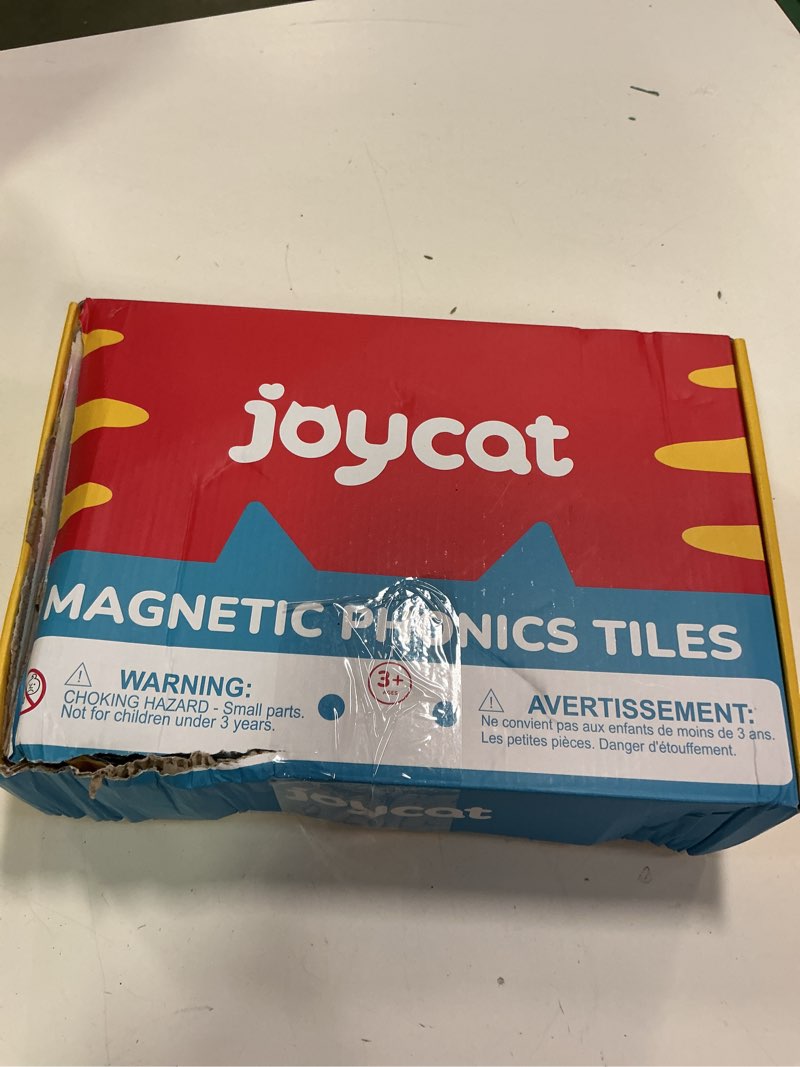 joycat
MAGNETIC PHONICS TILES
WARNING:
CHOKING HAZARD - Small parts.
Not for children under 3 years.
3+
AGES
AVERTISSEMENT:
Ne convient pas aux enfants de moins de 3 ans.
Les petites pièces. Danger d'étouffement.
joycat